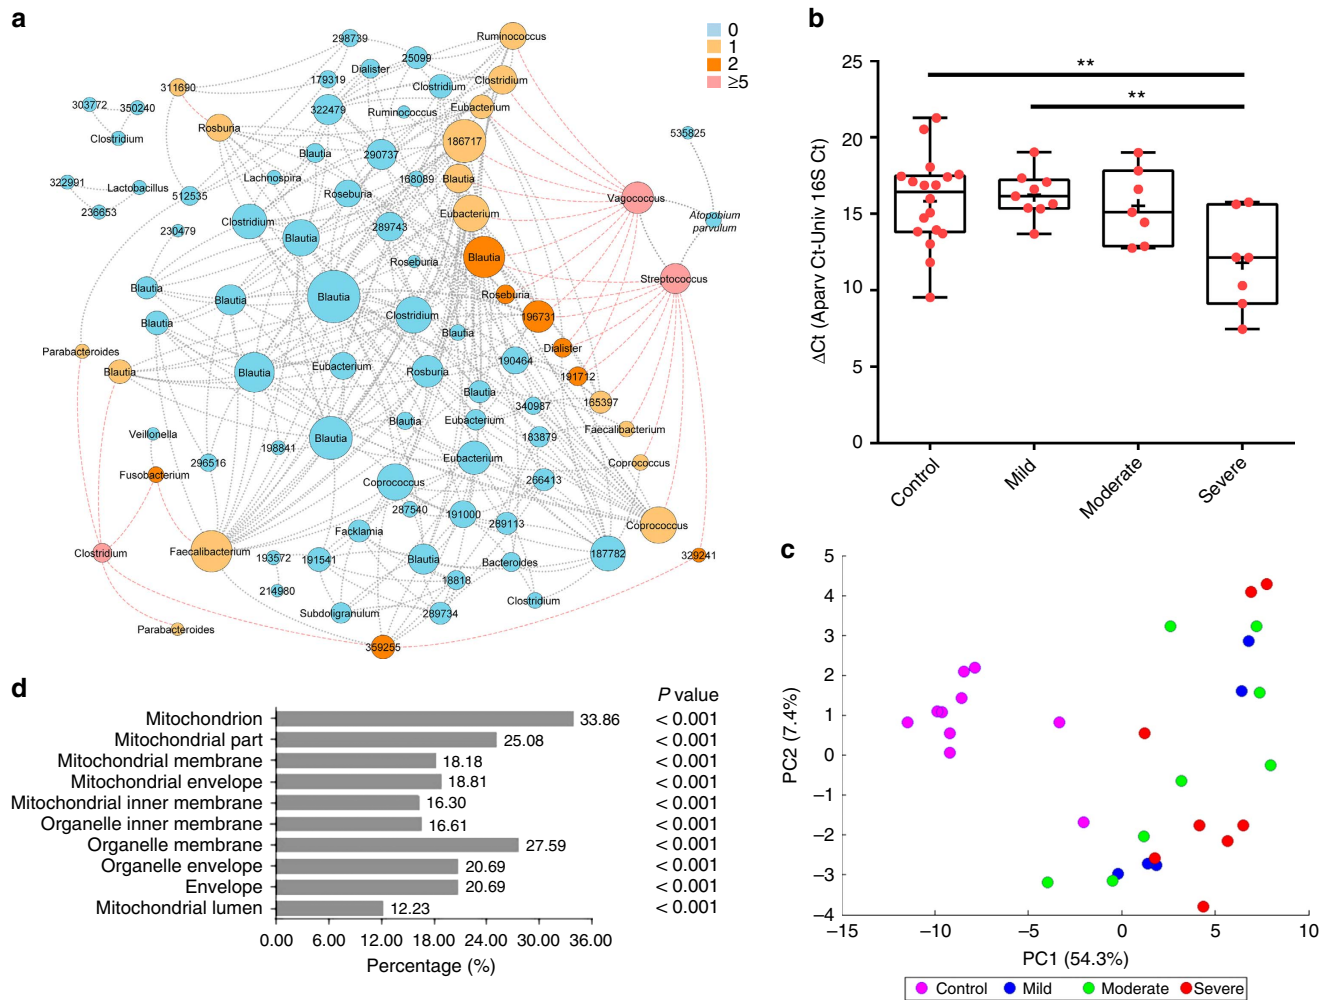 a
0
1
2
≥5
298739
25099
Ruminococcus
Dialister
179319
Clostridium
Clostridium
311690
303772
350240
322479
Ruminococcus
Eubacterium
Clostridium
Rosburia
186717
535825
Blautia
290737
322991
Lactobacillus
Lachnospira
168089
Blautia
512535
Roseburia
Vagococcus
236653
Clostridium
Eubacterium
Atopobium
parvulum
230479
289743
Blautia
Roseburia
Blautia
Streptococcus
Blautia
Blautia
Blautia
Roseburia
Blautia
Clostridium
196731
Blautia
Parabacteroides
Dialister
Blautia
Blautia
Eubacterium
Rosburia
190464
191712
Blautia
340987
165397
Veillonella
Blautia
Blautia
Eubacterium
Faecalibacterium
198841
183879
296516
Eubacterium
Coprococcus
Fusobacterium
Coprococcus
266413
287540
191000
289113
Coprococcus
Facklamia
Clostridium
Faecalibacterium
193572
191541
Blautia
Bacteroides
187782
329241
18818
214980
Clostridium
Subdoligranulum
289734
Parabacteroides
359255
b
ΔCt (Aparv Ct-Univ 16S Ct)
25
20
15
10
5
0
**
**
Control
Mild
Moderate
Severe
c
PC2 (7.4%)
5
4
3
2
1
0
–1
–2
–3
–4
–15
–10
–5
0
5
10
PC1 (54.3%)
Control
Mild
Moderate
Severe
d
P value
Mitochondrion 33.86 < 0.001
Mitochondrial part 25.08 < 0.001
Mitochondrial membrane 18.18 < 0.001
Mitochondrial envelope 18.81 < 0.001
Mitochondrial inner membrane 16.30 < 0.001
Organelle inner membrane 16.61 < 0.001
Organelle membrane 27.59 < 0.001
Organelle envelope 20.69 < 0.001
Envelope 20.69 < 0.001
Mitochondrial lumen 12.23 < 0.001
0.00 6.00 12.00 18.00 24.00 30.00 36.00
Percentage (%)